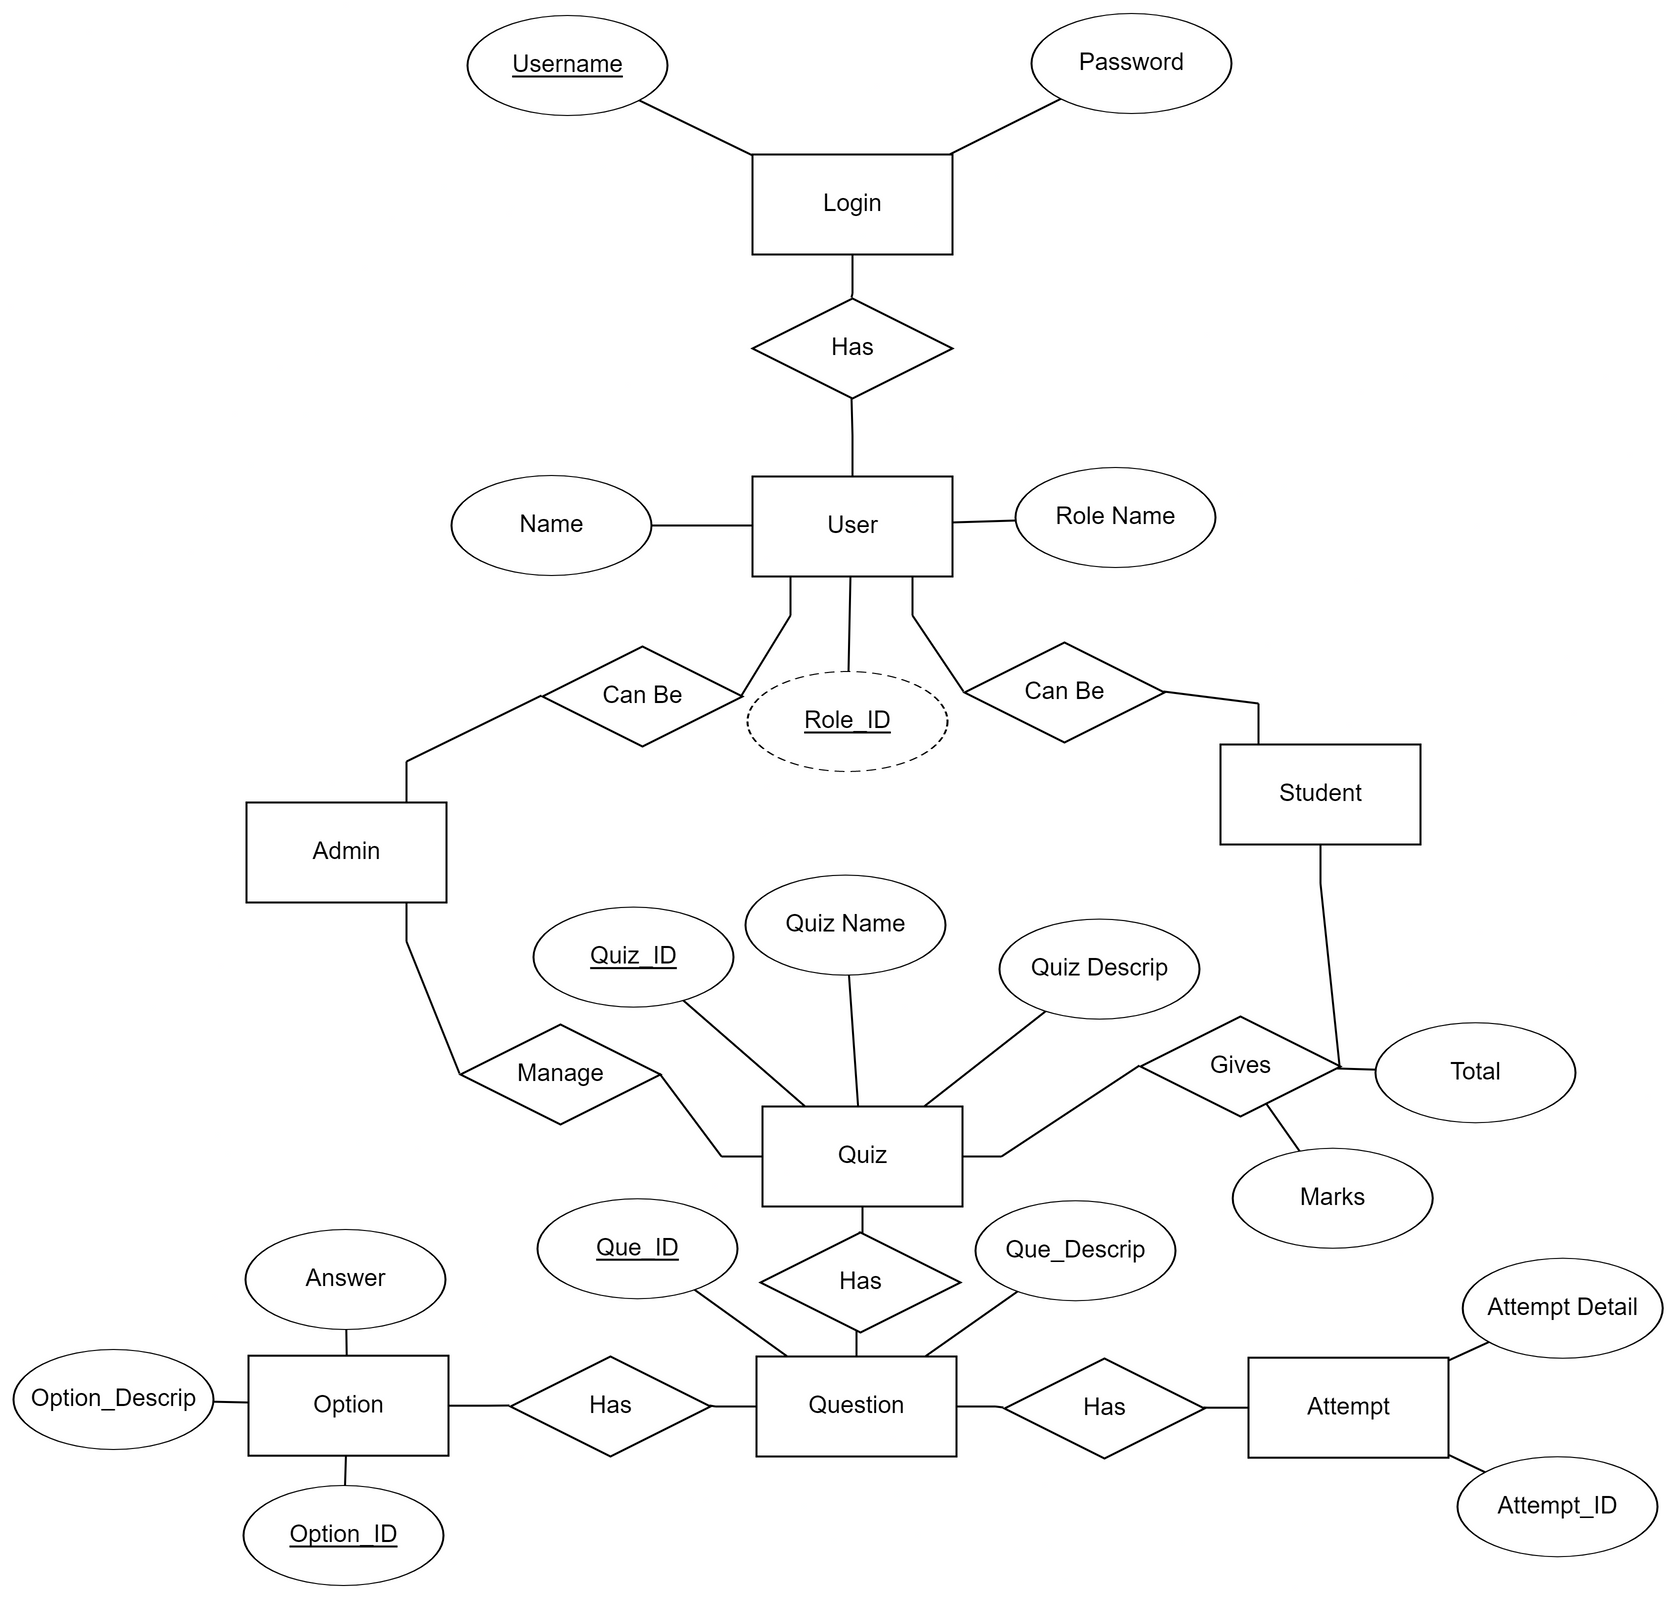 Username
Password
Login
Has
Name
User
Role Name
Can Be
Role_ID
Can Be
Student
Admin
Quiz_ID
Quiz Name
Quiz Descrip
Manage
Gives
Total
Quiz
Marks
Que_ID
Has
Que_Descrip
Answer
Attempt Detail
Option_Descrip
Option
Has
Question
Has
Attempt
Option_ID
Attempt_ID